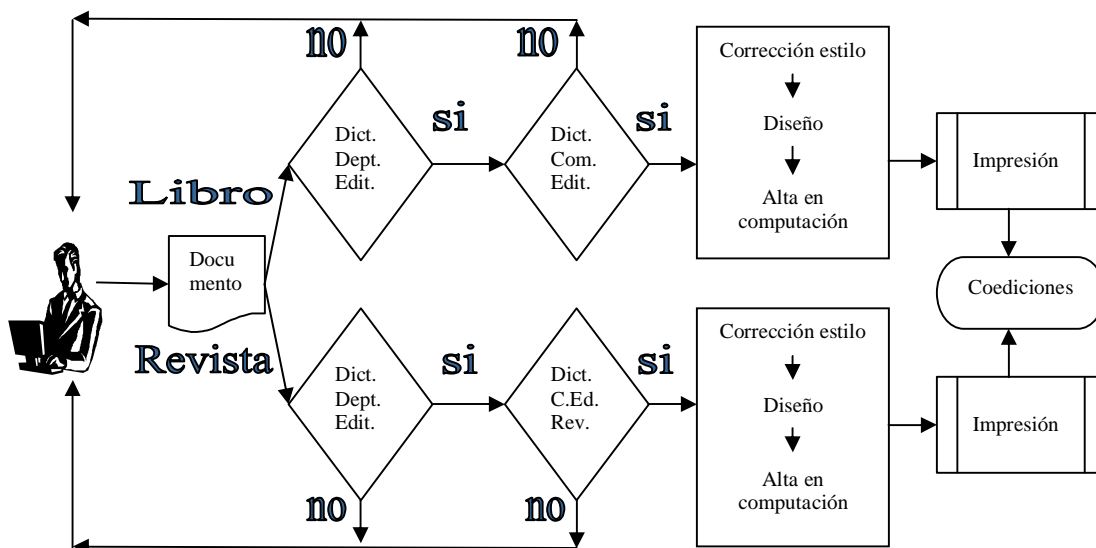 no
no
Corrección estilo
Diseño
Alta en
computación
si
si
Dict.
Dept.
Edit.
Dict.
Com.
Edit.
Impresión
Libro
Docu
mento
Coediciones
Revista
si
si
Dict.
Dept.
Edit.
Dict.
C.Ed.
Rev.
Corrección estilo
Diseño
Alta en
computación
Impresión
no
no